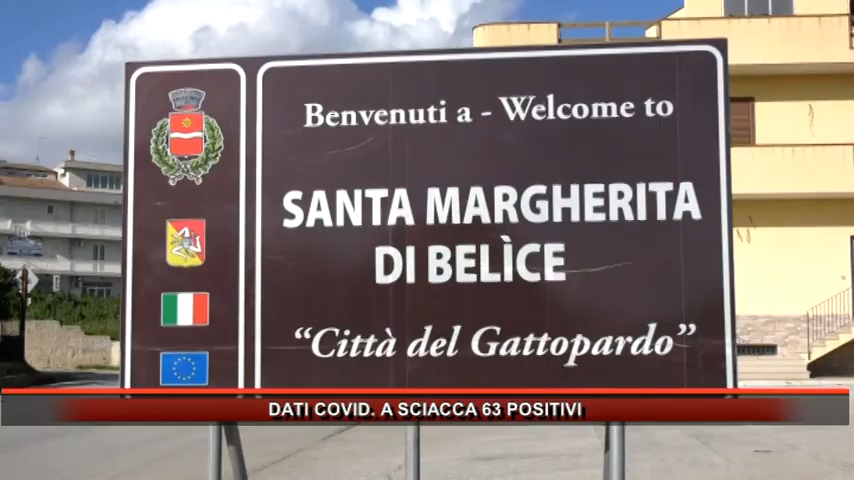 Benvenuti a - Welcome to
SANTA MARGHERITA
DI BELÌCE
“Città del Gattopardo”
DATI COVID. A SCIACCA 63 POSITIVI